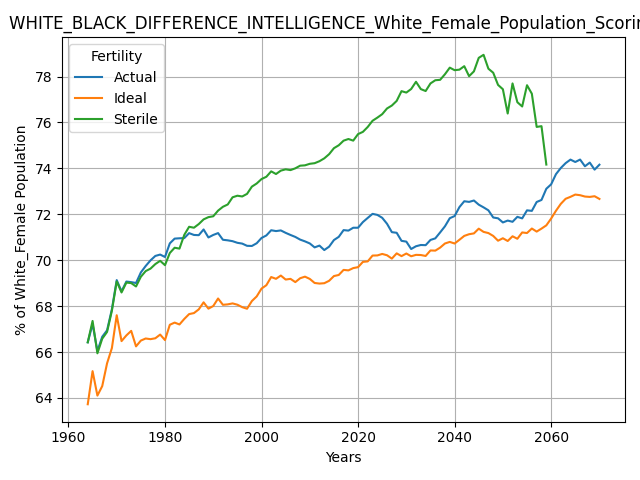 WHITE_BLACK_DIFFERENCE_INTELLIGENCE_White_Female_Population_Scorin
Fertility
Actual
Ideal
Sterile
% of White_Female Population
78
76
74
72
70
68
66
64
1960
1980
2000
2020
2040
2060
Years